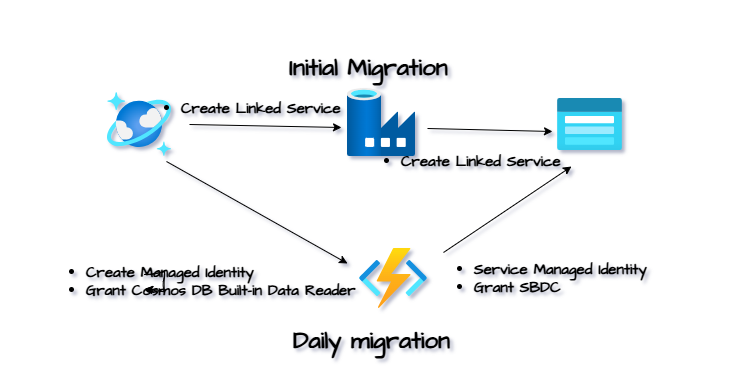 Initial Migration
Create Linked Service
Create Linked Service
Create Managed Identity
Grant Cosmos DB Built-in Data Reader
Service Managed Identity
Grant SBDC
Daily migration